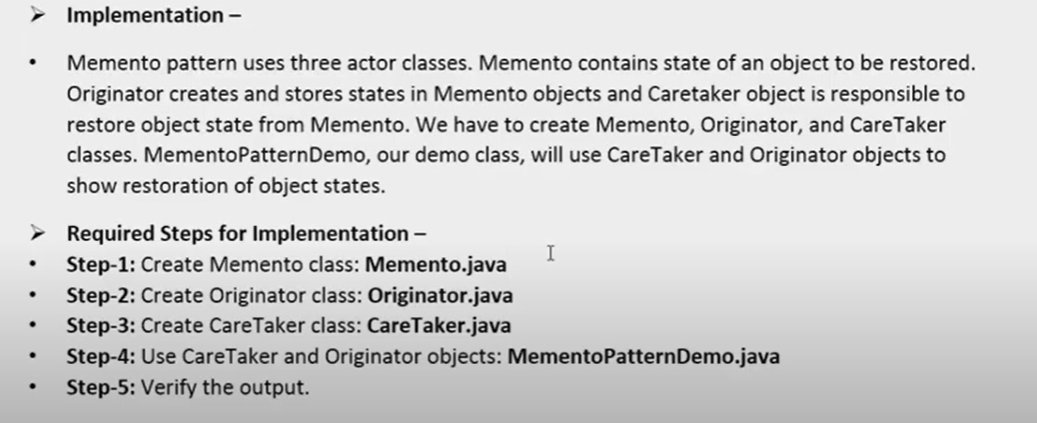 ➢ Implementation –
• Memento pattern uses three actor classes. Memento contains state of an object to be restored.
Originator creates and stores states in Memento objects and Caretaker object is responsible to
restore object state from Memento. We have to create Memento, Originator, and CareTaker
classes. MementoPatternDemo, our demo class, will use CareTaker and Originator objects to
show restoration of object states.
➢ Required Steps for Implementation –
• Step-1: Create Memento class: Memento.java
• Step-2: Create Originator class: Originator.java
• Step-3: Create CareTaker class: CareTaker.java
• Step-4: Use CareTaker and Originator objects: MementoPatternDemo.java
• Step-5: Verify the output.